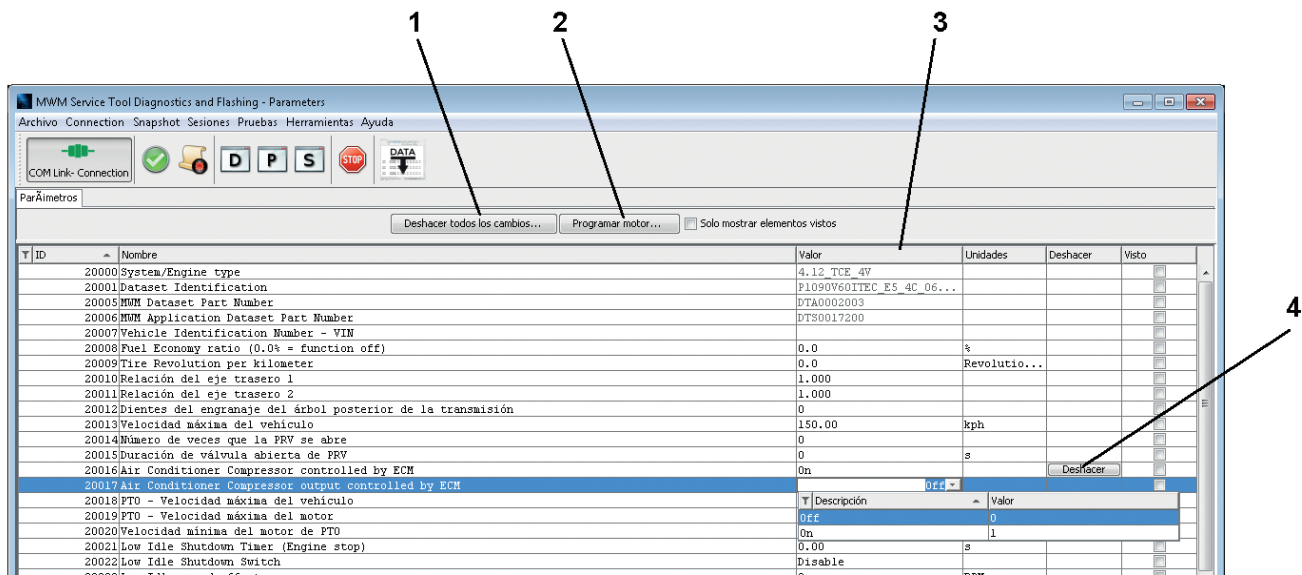 1 2 3
MWM Service Tool Diagnostics and Flashing - Parameters
Archivo Connection Snapshot Sesiones Pruebas Herramientas Ayuda
COM Link- Connection D P S STOP DATA
ParÃimetros
Deshacer todos los cambios... Programar motor... Solo mostrar elementos vistos
ID Nombre Valor Unidades Deshacer Visto
20000 System/Engine type 4.12_TCE_4V
20001 Dataset Identification P1090V60ITEC_E5_4C_06...
20005 MWM Dataset Part Number DTA0002003
20006 MWM Application Dataset Part Number DTS0017200
20007 Vehicle Identification Number - VIN
20008 Fuel Economy ratio (0.0% = function off) 0.0 %
20009 Tire Revolution per kilometer 0.0 Revolutio...
20010 Relación del eje trasero 1 1.000
20011 Relación del eje trasero 2 1.000
20012 Dientes del engranaje del árbol posterior de la transmisión 0
20013 Velocidad máxima del vehículo 150.00 kph
20014 Número de veces que la PRV se abre 0
20015 Duración de válvula abierta de PRV 0 s
20016 Air Conditioner Compressor controlled by ECM On Deshacer
20017 Air Conditioner Compressor output controlled by ECM Off
20018 PTO - Velocidad máxima del vehículo Descripción Valor
20019 PTO - Velocidad máxima del motor Off 0
20020 Velocidad mínima del motor de PTO On 1
20021 Low Idle Shutdown Timer (Engine stop) 0.00 s
20022 Low Idle Shutdown Switch Disable
4